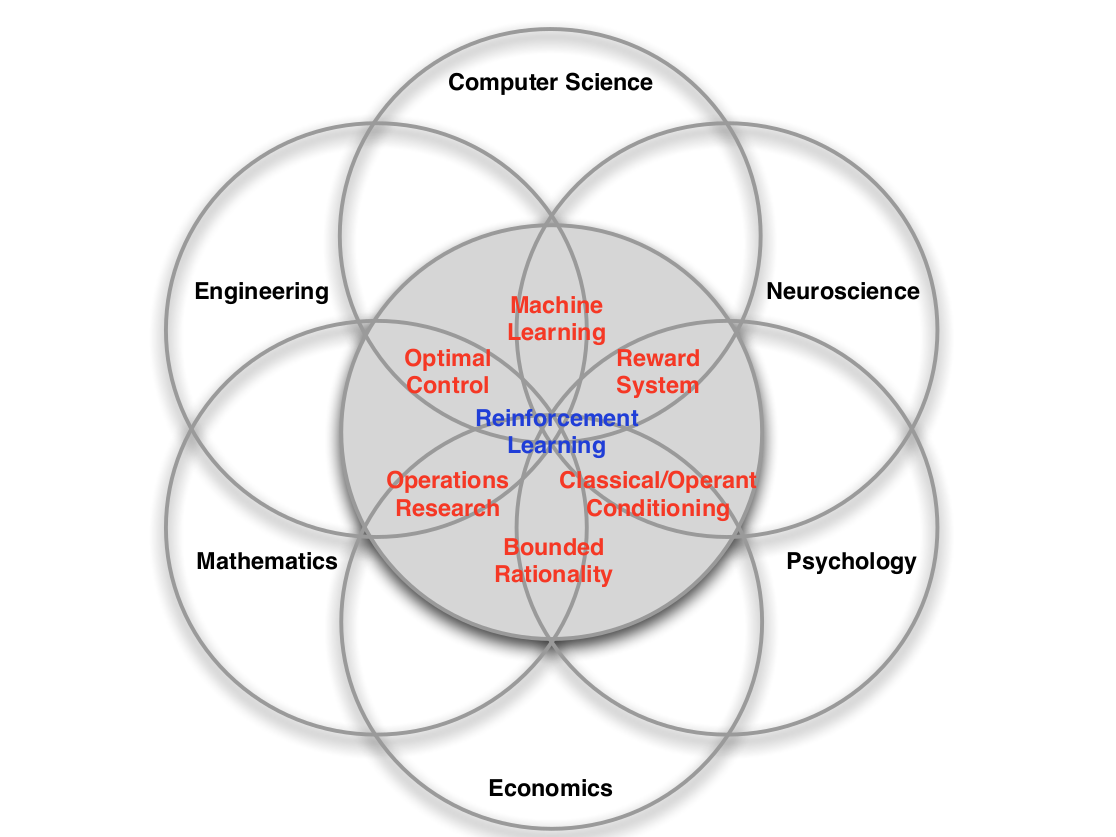 Computer Science
Engineering
Neuroscience
Machine
Learning
Optimal
Control
Reward
System
Reinforcement
Learning
Operations
Research
Classical/Operant
Conditioning
Bounded
Rationality
Mathematics
Psychology
Economics